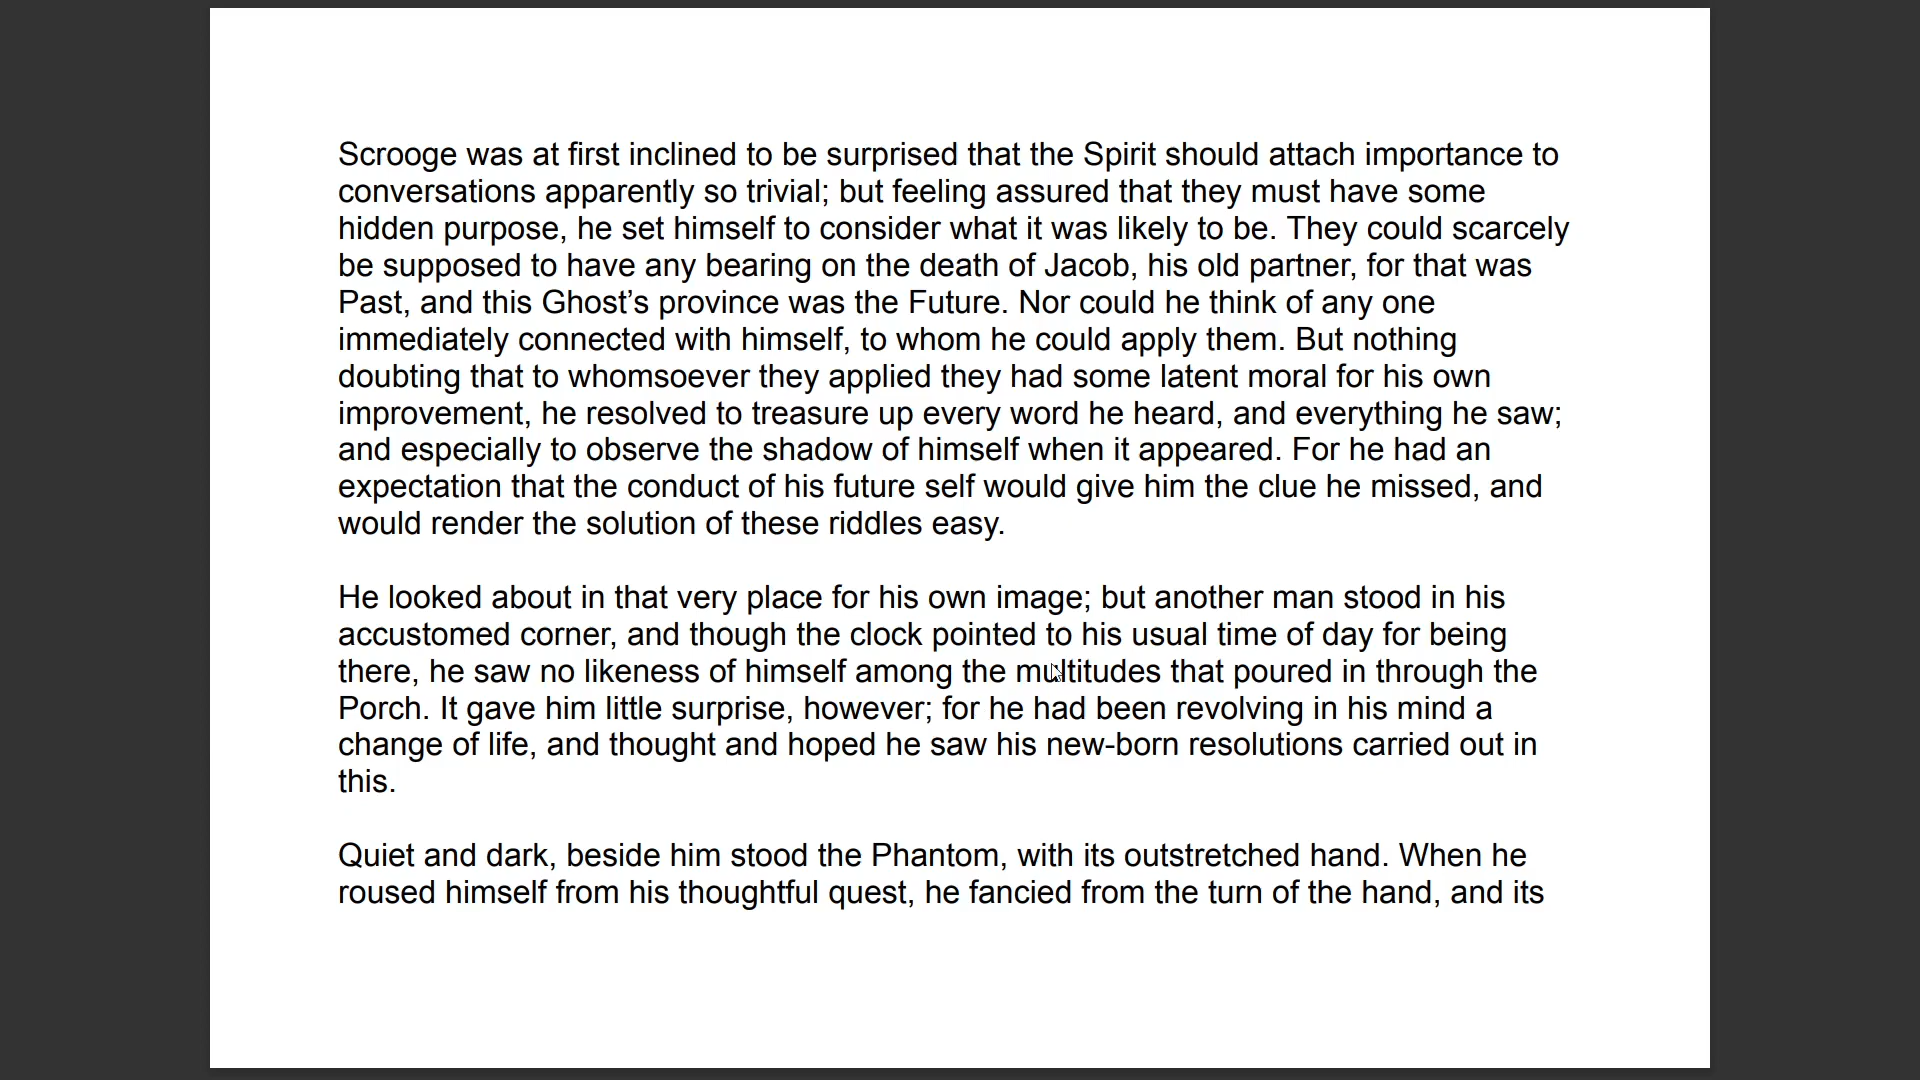 Scrooge was at first inclined to be surprised that the Spirit should attach importance to
conversations apparently so trivial; but feeling assured that they must have some
hidden purpose, he set himself to consider what it was likely to be. They could scarcely
be supposed to have any bearing on the death of Jacob, his old partner, for that was
Past, and this Ghost’s province was the Future. Nor could he think of any one
immediately connected with himself, to whom he could apply them. But nothing
doubting that to whomsoever they applied they had some latent moral for his own
improvement, he resolved to treasure up every word he heard, and everything he saw;
and especially to observe the shadow of himself when it appeared. For he had an
expectation that the conduct of his future self would give him the clue he missed, and
would render the solution of these riddles easy.
He looked about in that very place for his own image; but another man stood in his
accustomed corner, and though the clock pointed to his usual time of day for being
there, he saw no likeness of himself among the multitudes that poured in through the
Porch. It gave him little surprise, however; for he had been revolving in his mind a
change of life, and thought and hoped he saw his new-born resolutions carried out in
this.
Quiet and dark, beside him stood the Phantom, with its outstretched hand. When he
roused himself from his thoughtful quest, he fancied from the turn of the hand, and its